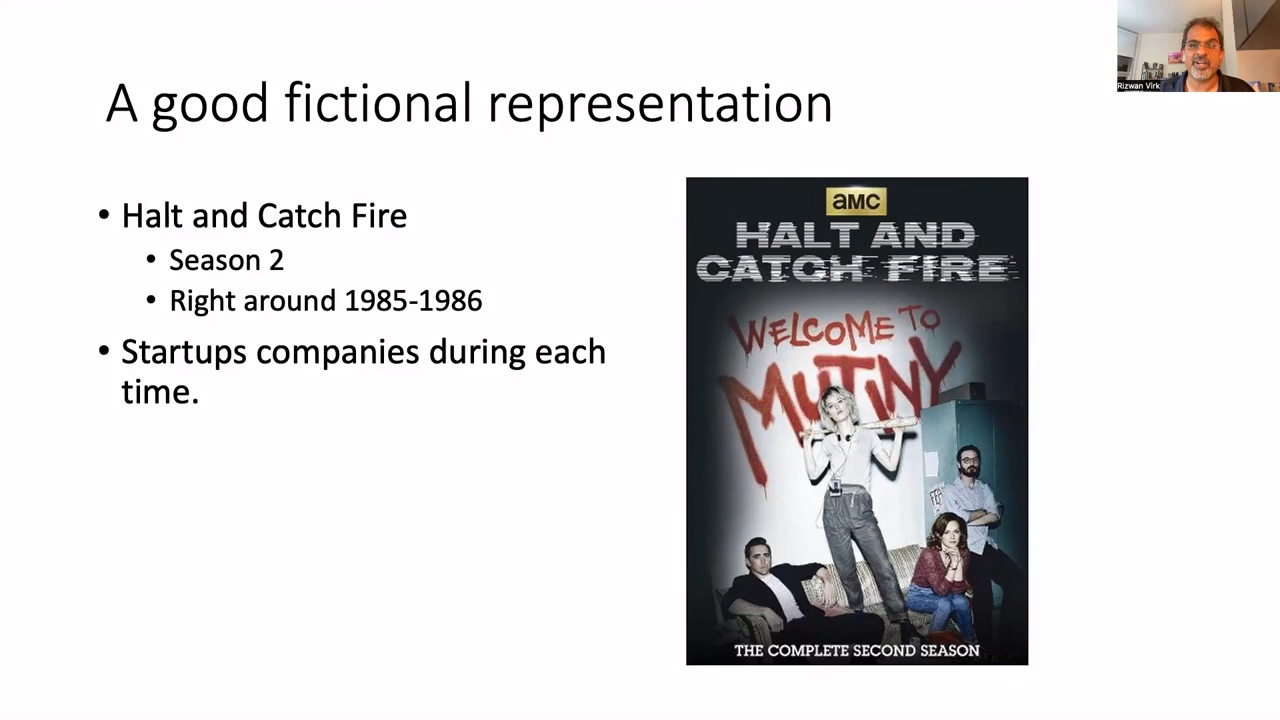 A good fictional representation
Rizwan Virk
• Halt and Catch Fire
• Season 2
• Right around 1985-1986
• Startups companies during each
time.
aMC
HALT AND
CATCH FIRE
WELCOME TO
MUTINY
THE COMPLETE SECOND SEASON